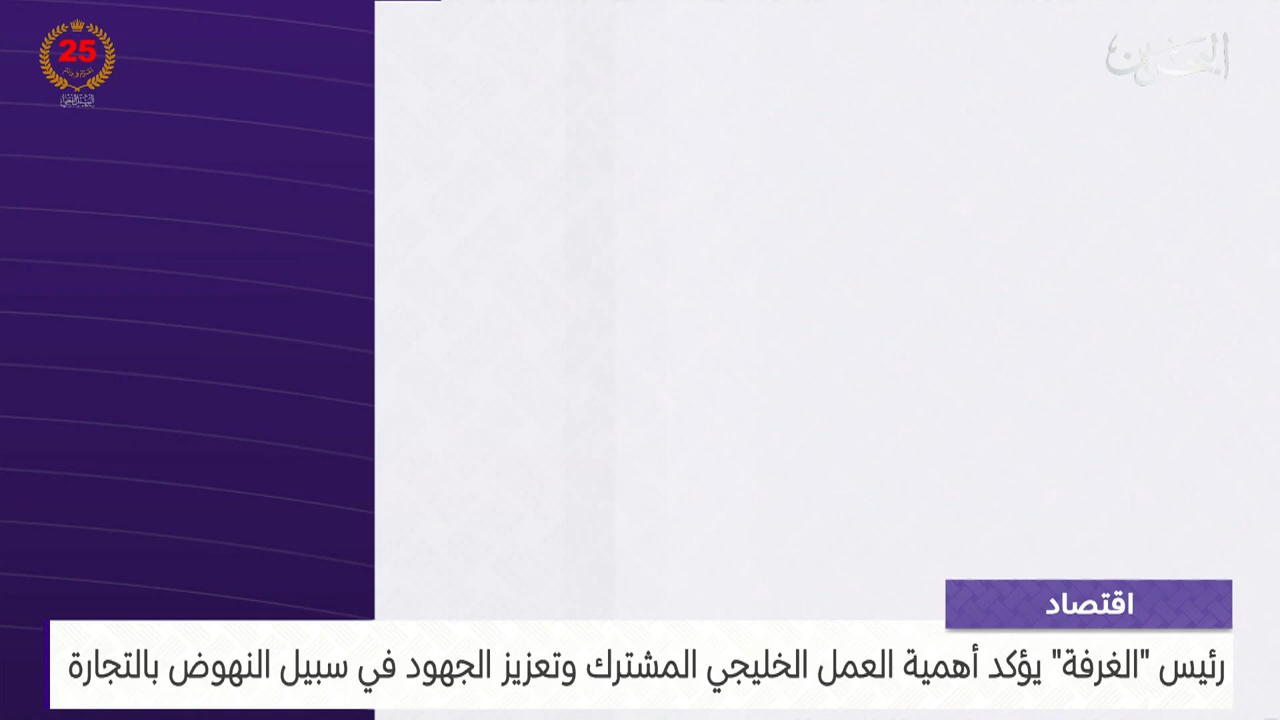 25
اقتصاد
رئيس "الغرفة" يؤكد أهمية العمل الخليجي المشترك وتعزيز الجهود في سبيل النهوض بالتجارة